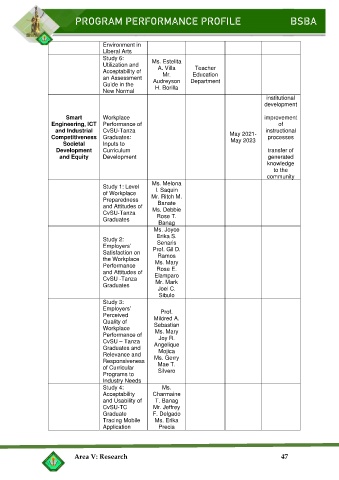 PROGRAM PERFORMANCE PROFILE BSBA
Environment in
Liberal Arts
Study 6:
Utilization and
Acceptability of
an Assessment
Guide in the
New Normal
Ms. Estelita
A. Villa
Mr.
Audreyson
H. Borilla
Teacher
Education
Department
Smart
Engineering, ICT
and Industrial
Competitiveness
Societal
Development
and Equity
Workplace
Performance of
CvSU-Tanza
Graduates:
Inputs to
Curriculum
Development
May 2021-
May 2023
institutional
development)
improvement
of
instructional
processes
transfer of
generated
knowledge
to the
community
Study 1: Level
of Workplace
Preparedness
and Attitudes of
CvSU-Tanza
Graduates
Ms. Melona
I. Saquin
Mr. Ritch M.
Banate
Ms. Debbie
Rose T.
Banag
Study 2:
Employers'
Satisfaction on
the Workplace
Performance
and Attitudes of
CvSU -Tanza
Graduates
Ms. Joyce
Erika S.
Senaris
Prof. Gil D.
Ramos
Ms. Mary
Rose E.
Elamparo
Mr. Mark
Joel C.
Sibulo
Study 3:
Employers'
Perceived
Quality of
Workplace
Performance of
CvSU – Tanza
Graduates and
Relevance and
Responsiveness
of Curricular
Programs to
Industry Needs
Prof.
Mildred A.
Sebastian
Ms. Mary
Joy R.
Angelique
Mojica
Ms. Gerry
Mae T.
Silvero
Study 4:
Acceptability
and Usability of
CvSU-TC
Graduate
Tracing Mobile
Application
Ms.
Charmaine
T. Banag
Mr. Jeffrey
F. Delgado
Ms. Erika
Precia
Area V: Research 47